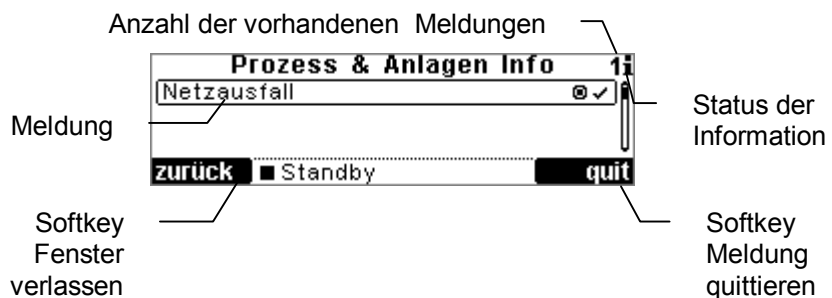 Anzahl der vorhandenen Meldungen
Prozess & Anlagen Info 1i
Netzausfall
Meldung
Status der
Information
zurück Standby quit
Softkey
Fenster
verlassen
Softkey
Meldung
quittieren